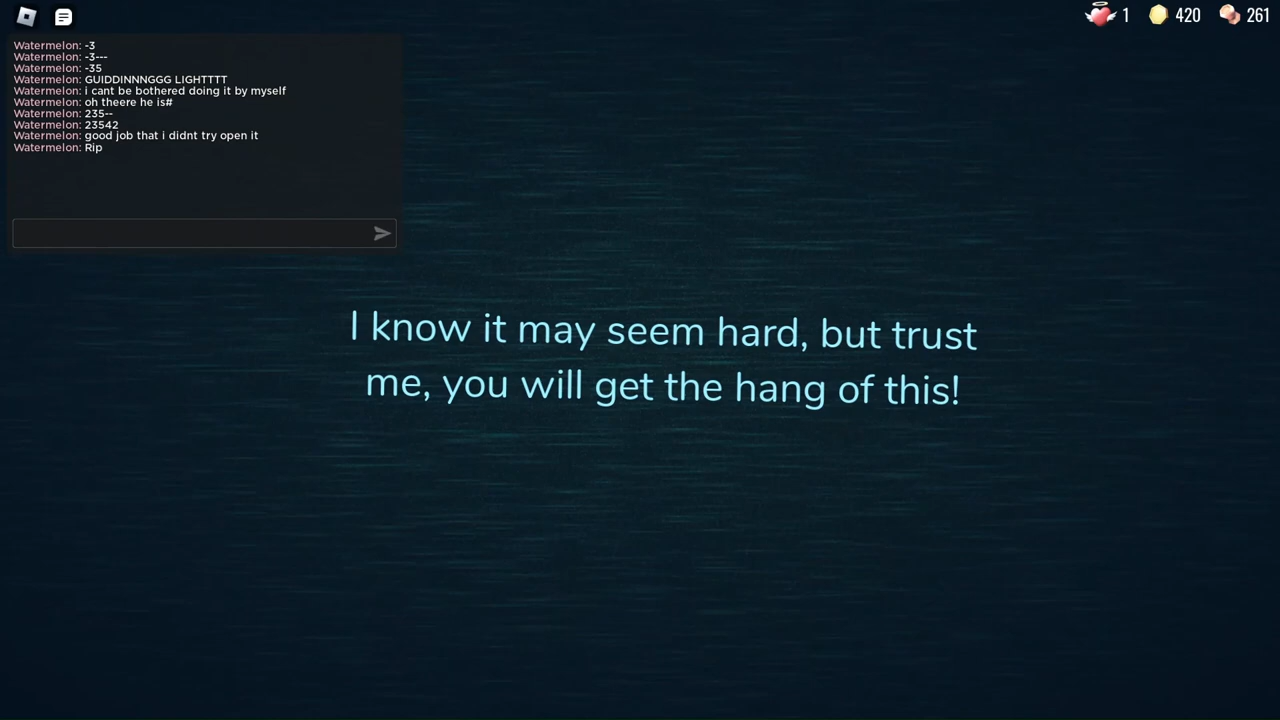 1 420 261
Watermelon: -3
Watermelon: -3---
Watermelon: -35
Watermelon: GUIDDINNNGGG LIGHTTTT
Watermelon: i cant be bothered doing it by myself
Watermelon: oh theere he is#
Watermelon: 235--
Watermelon: 23542
Watermelon: good job that i didnt try open it
Watermelon: Rip
I know it may seem hard, but trust
me, you will get the hang of this!